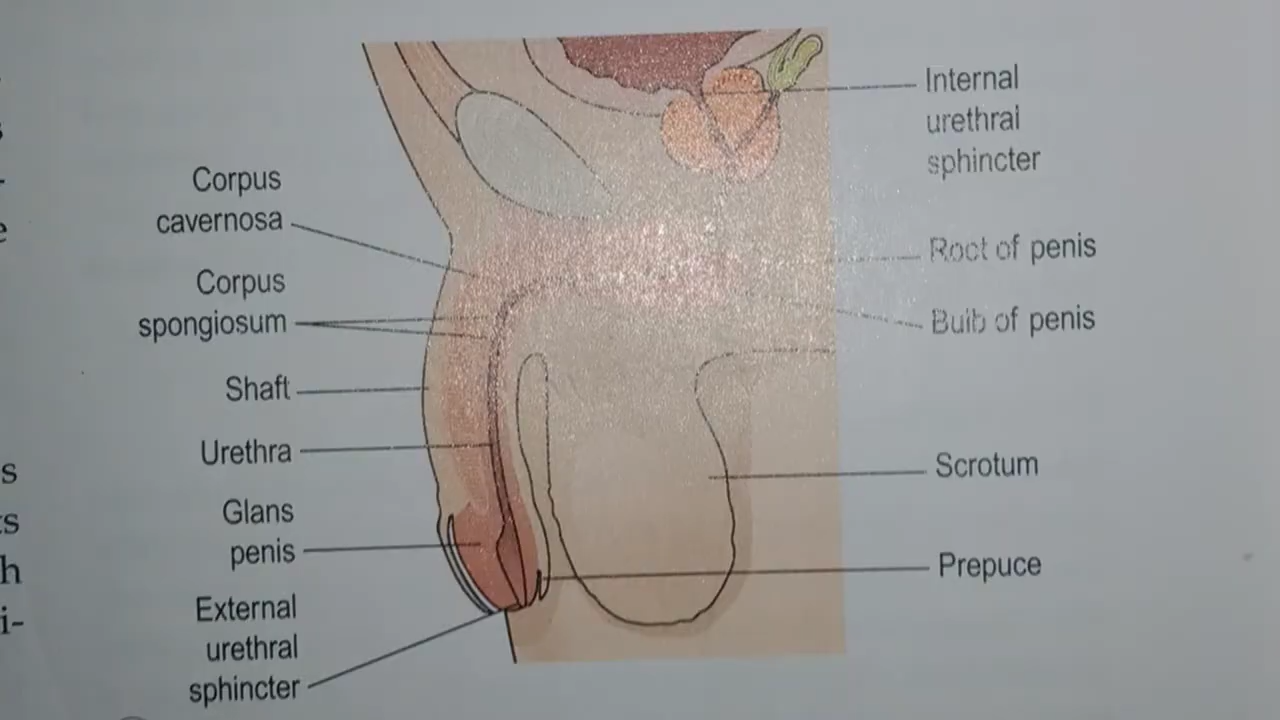 Corpus
cavernosa
Corpus
spongiosum
Shaft
Urethra
Glans
penis
External
urethral
sphincter
Internal
urethral
sphincter
Root of penis
Bulb of penis
Scrotum
Prepuce